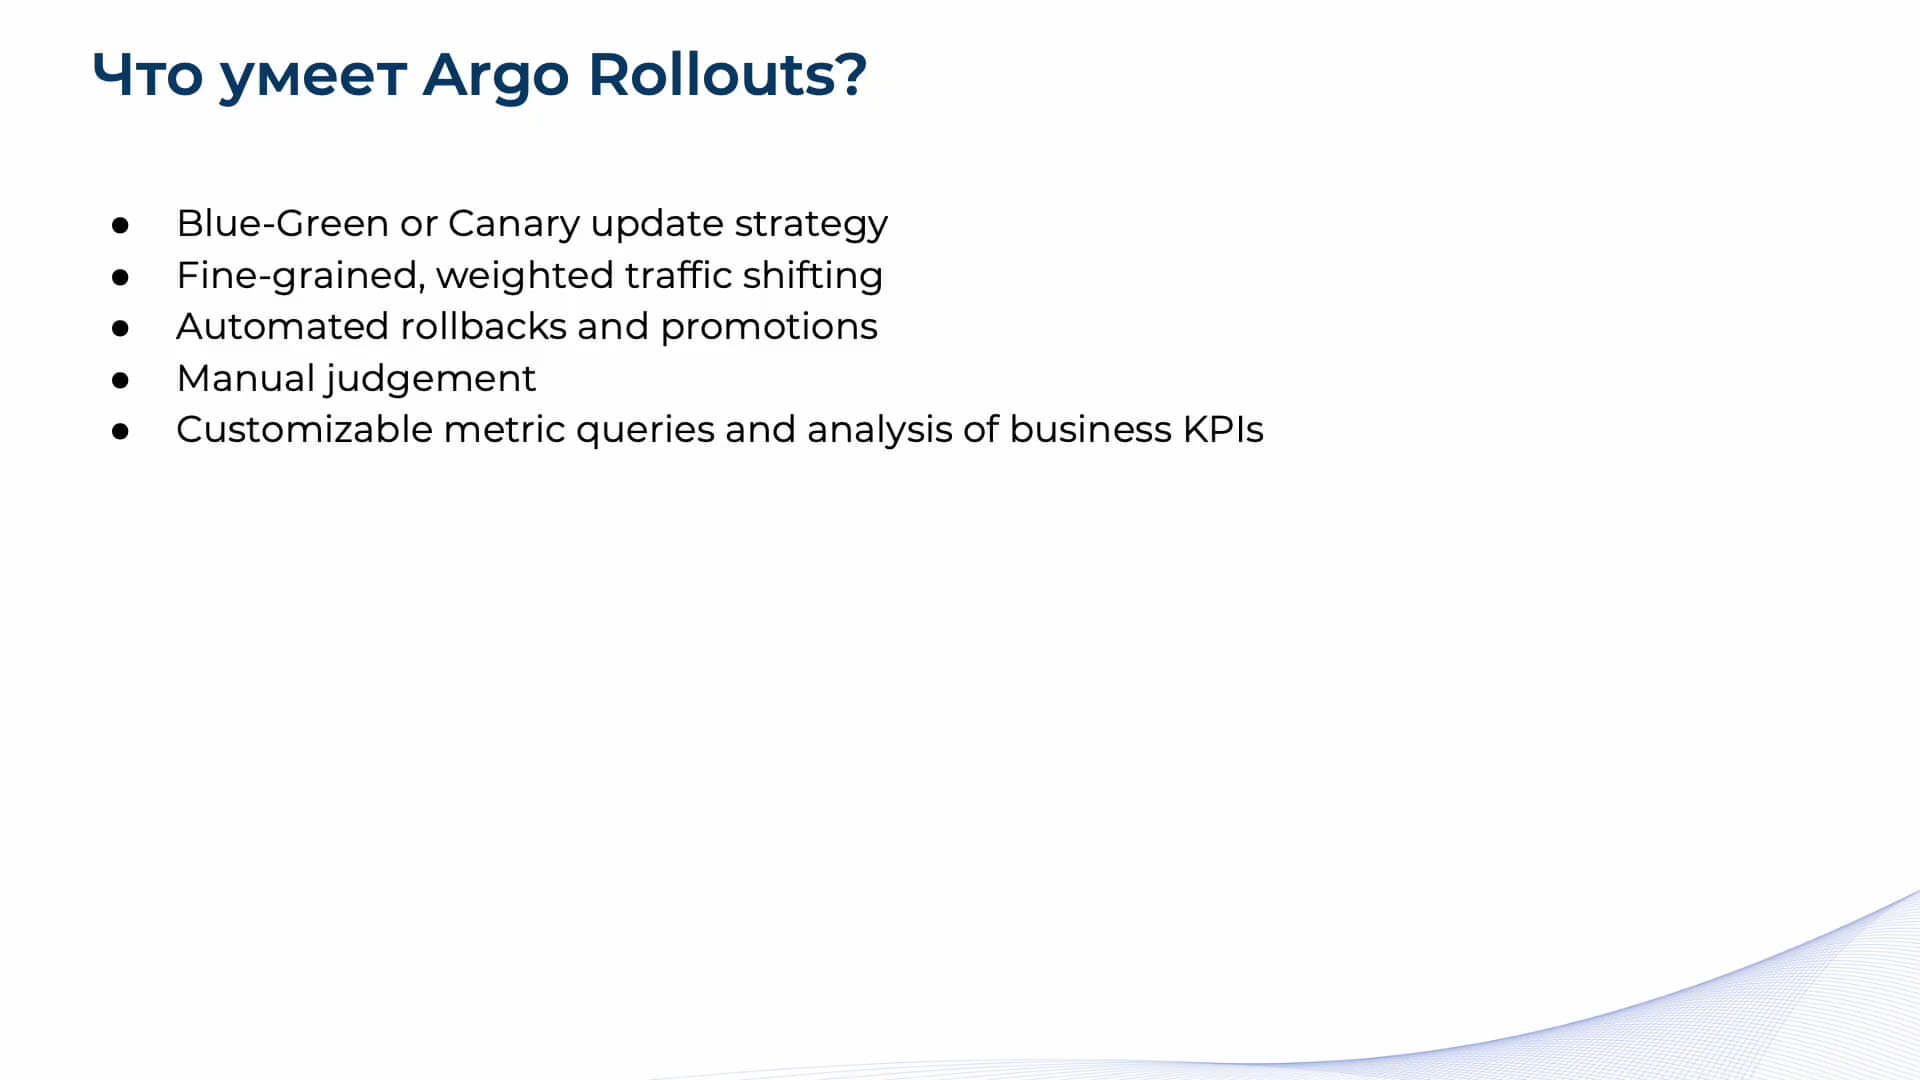 Что умеет Argo Rollouts?
● Blue-Green or Canary update strategy
● Fine-grained, weighted traffic shifting
● Automated rollbacks and promotions
● Manual judgement
● Customizable metric queries and analysis of business KPIs